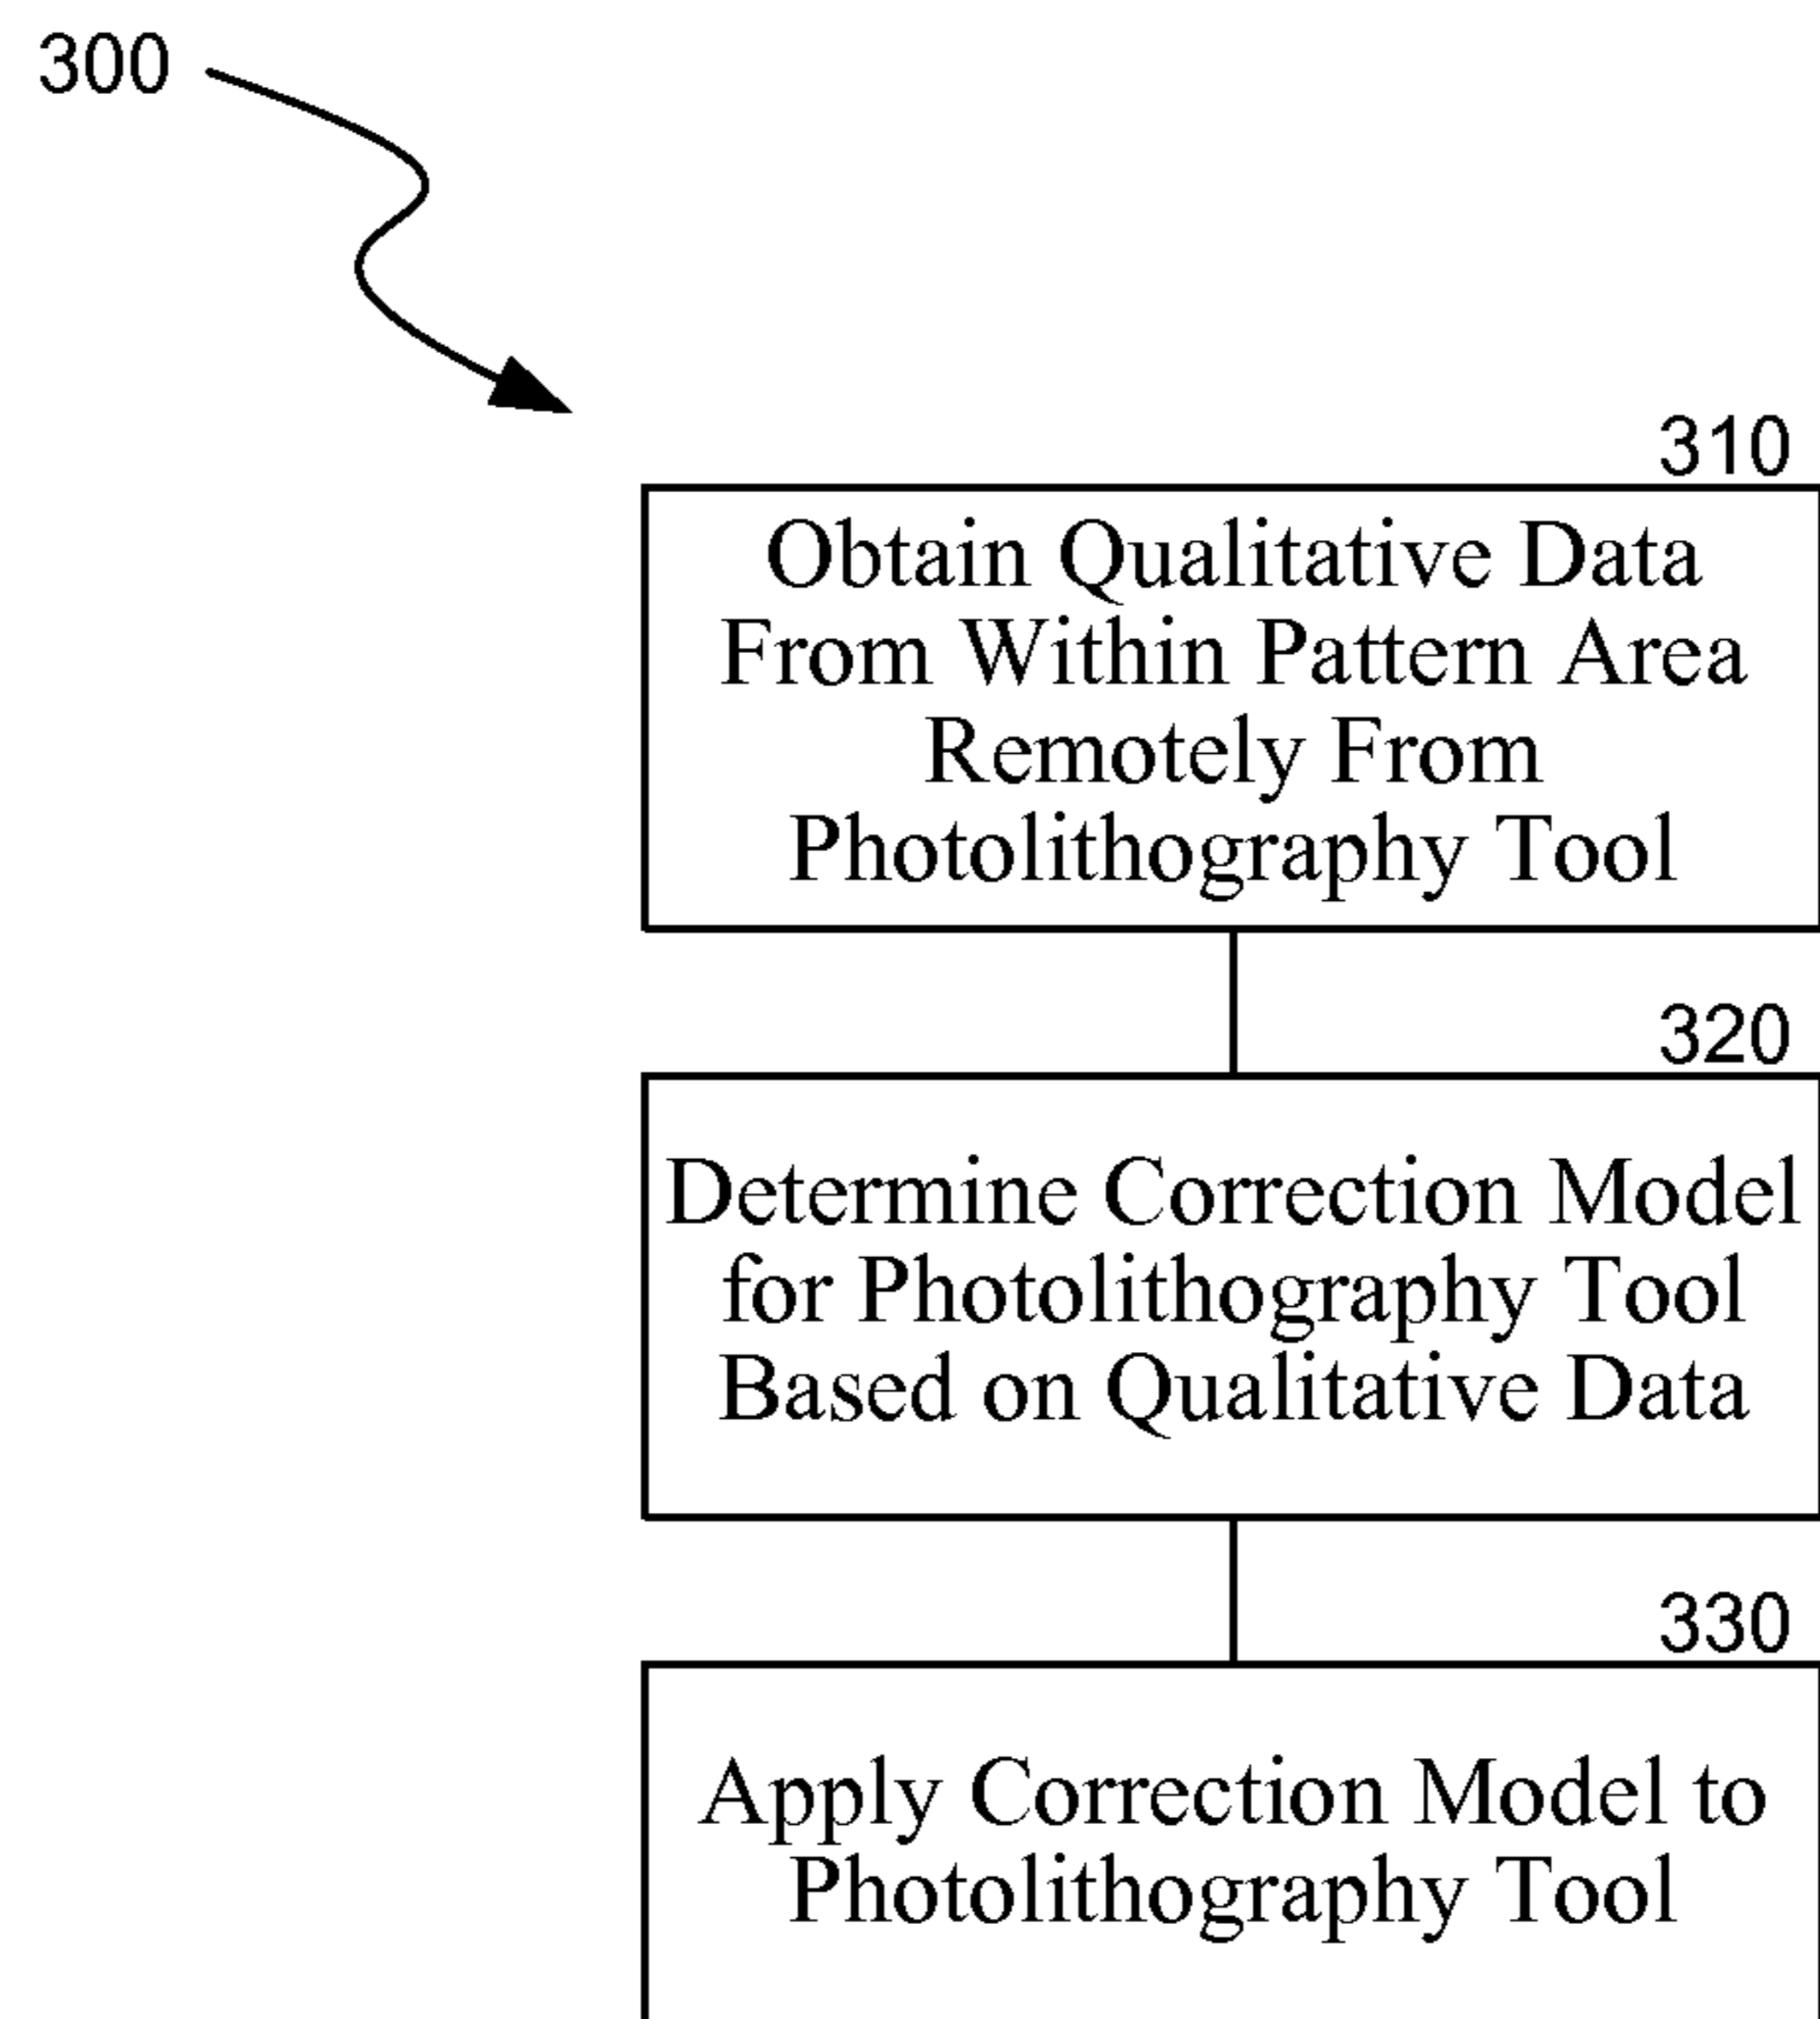 300
310
Obtain Qualitative Data
From Within Pattern Area
Remotely From
Photolithography Tool
320
Determine Correction Model
for Photolithography Tool
Based on Qualitative Data
330
Apply Correction Model to
Photolithography Tool